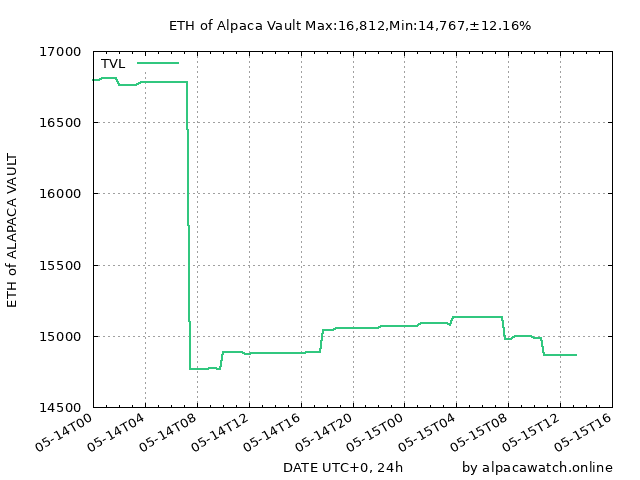 ETH of Alpaca Vault Max:16,812,Min:14,767,±12.16%
TVL
17000
16500
16000
15500
15000
14500
ETH of ALAPACA VAULT
05-14T00
05-14T04
05-14T08
05-14T12
05-14T16
05-14T20
05-15T00
05-15T04
05-15T08
05-15T12
05-15T16
DATE UTC+0, 24h
by alpacawatch.online